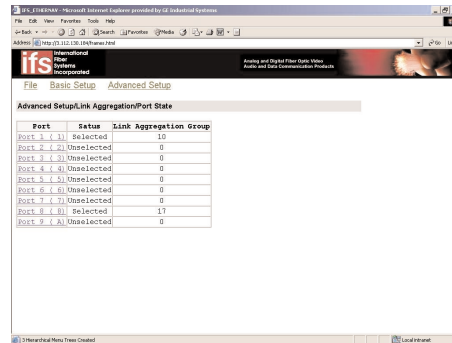 IFS_ETHERNAV - Microsoft Internet Explorer provided by GE Industrial Systems
File Edit View Favorites Tools Help
Back Search Favorites Media
Address http://3.112.130.184/frames.html Go
ifs International Fiber Systems Incorporated
Analog and Digital Fiber Optic Video
Audio and Data Communication Products
File Basic Setup Advanced Setup
Advanced Setup/Link Aggregation/Port State
Port Satus Link Aggregation Group
Port 1 ( 1) Selected 10
Port 2 ( 2) Unselected 0
Port 3 ( 3) Unselected 0
Port 4 ( 4) Unselected 0
Port 5 ( 5) Unselected 0
Port 6 ( 6) Unselected 0
Port 7 ( 7) Unselected 0
Port 8 ( 8) Selected 17
Port 9 ( A) Unselected 0
3 Hierarchical Menu Trees Created
Local intranet